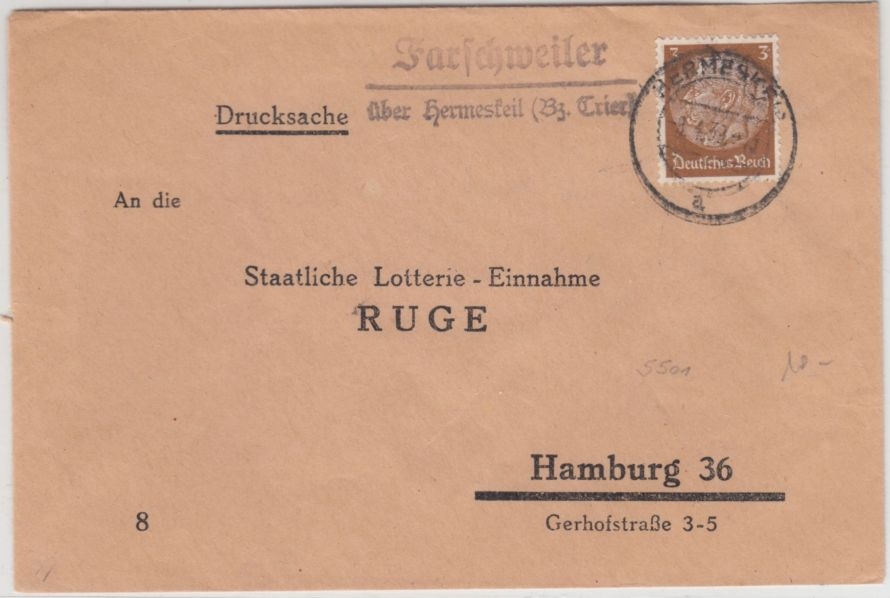 Farschweiler
über Hermeskeil (Bz. Trier)
Drucksache
3 3
HERMESKEIL
Deutsches Reich
a
An die
Staatliche Lotterie - Einnahme
RUGE
5501
Hamburg 36
8
Gerhofstraße 3-5